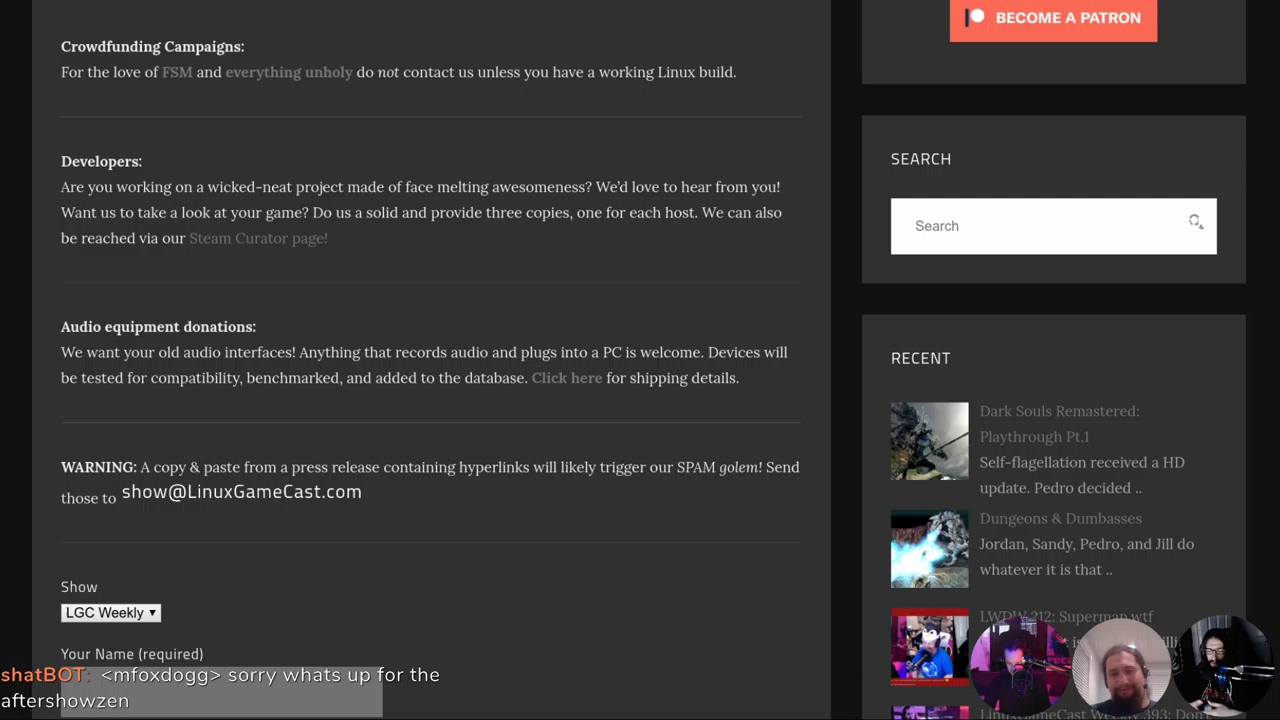 BECOME A PATRON
Crowdfunding Campaigns:
For the love of FSM and everything unholy do not contact us unless you have a working Linux build.
Developers:
Are you working on a wicked-neat project made of face melting awesomeness? We'd love to hear from you!
Want us to take a look at your game? Do us a solid and provide three copies, one for each host. We can also
be reached via our Steam Curator page!
Audio equipment donations:
We want your old audio interfaces! Anything that records audio and plugs into a PC is welcome. Devices will
be tested for compatibility, benchmarked, and added to the database. Click here for shipping details.
WARNING: A copy & paste from a press release containing hyperlinks will likely trigger our SPAM golem! Send
those to show@LinuxGameCast.com
Show
LGC Weekly
Your Name (required)
shatBOT: <mfoxdogg> sorry whats up for the
aftershowzen
SEARCH
Search
RECENT
Dark Souls Remastered:
Playthrough Pt.1
Self-flagellation received a HD
update. Pedro decided ..
Dungeons & Dumbasses
Jordan, Sandy, Pedro, and Jill do
whatever it is that ..
LWDW 212: Superman wtf
LinuxGameCast Weekly 393: Dom